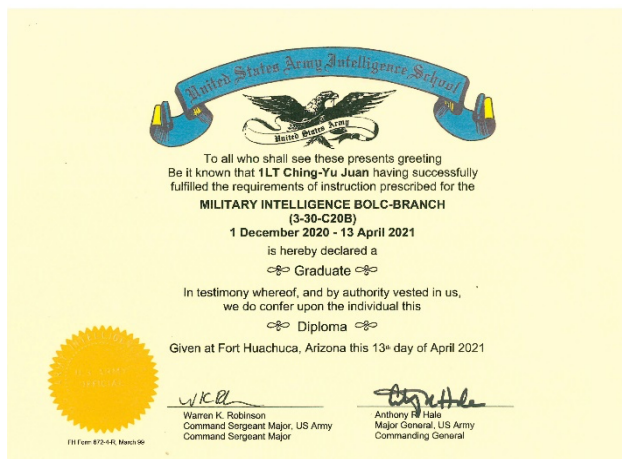 United States Army Intelligence School
United States Army
To all who shall see these presents greeting
Be it known that 1LT Ching-Yu Juan having successfully
fulfilled the requirements of instruction prescribed for the
MILITARY INTELLIGENCE BOLC-BRANCH
(3-30-C20B)
1 December 2020 - 13 April 2021
is hereby declared a
Graduate
In testimony whereof, and by authority vested in us,
we do confer upon the individual this
Diploma
Given at Fort Huachuca, Arizona this 13th day of April 2021
Warren K. Robinson
Command Sergeant Major, US Army
Command Sergeant Major
Anthony R. Hale
Major General, US Army
Commanding General
FH Form 872-4-R, March 99